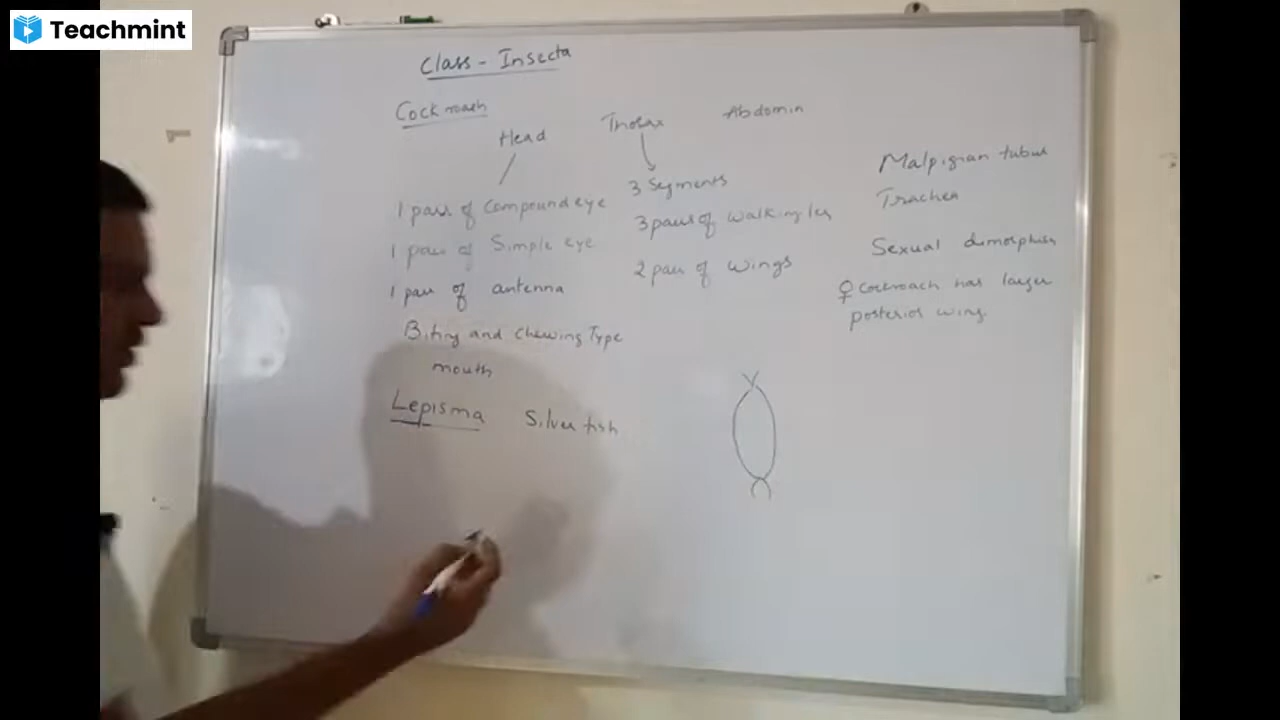 Teachmint
Class - Insecta
Cockroach
Head
Thorax
Abdomin
1 pair of Compound eye
1 pair of Simple eye
1 pair of antenna
Biting and chewing Type
mouth
3 Segments
3 pair of walking leg
2 pair of wings
Malpigian tubul
Trachea
Sexual dimorphism
♀ Cockroach has larger
posterior wing
Lepisma Silver fish